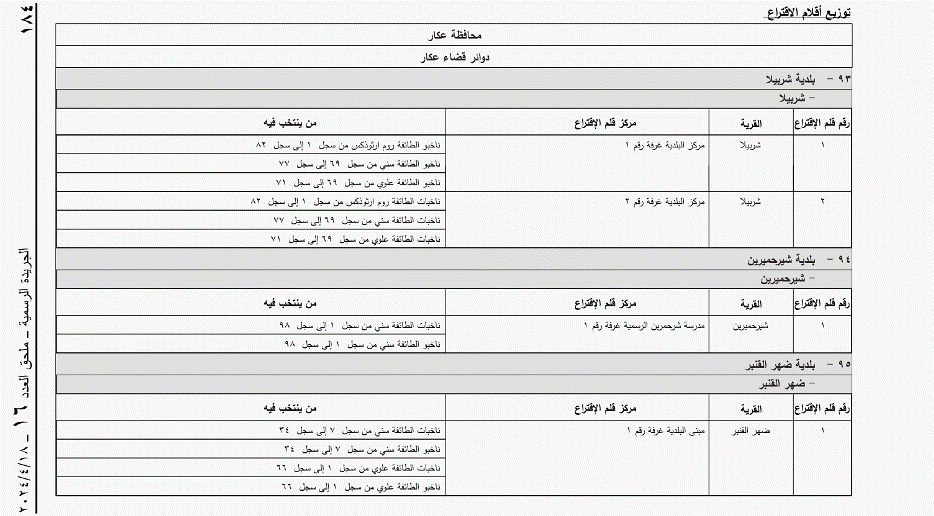 توزيع أقلام الاقتراع
محافظة عكار
دوائر قضاء عكار
٩٣ - بلدية شربيلا
- شربيلا
رقم قلم الإقتراع القرية مركز قلم الإقتراع من ينتخب فيه
١ شربيلا مركز البلدية غرفة رقم ١ ناخبو الطائفة روم ارثوذكس من سجل ١ إلى سجل ٨٢
ناخبو الطائفة سني من سجل ٦٩ إلى سجل ٧٧
ناخبو الطائفة علوي من سجل ٦٩ إلى سجل ٧١
٢ شربيلا مركز البلدية غرفة رقم ٢ ناخبات الطائفة روم ارثوذكس من سجل ١ إلى سجل ٨٢
ناخبات الطائفة سني من سجل ٦٩ إلى سجل ٧٧
ناخبات الطائفة علوي من سجل ٦٩ إلى سجل ٧١
٩٤ - بلدية شيرحميرين
- شيرحميرين
رقم قلم الإقتراع القرية مركز قلم الإقتراع من ينتخب فيه
١ شيرحميرين مدرسة شرحمرين الرسمية غرفة رقم ١ ناخبات الطائفة سني من سجل ١ إلى سجل ٩٨
ناخبو الطائفة سني من سجل ١ إلى سجل ٩٨
٩٥ - بلدية ضهر القنبر
- ضهر القنبر
رقم قلم الإقتراع القرية مركز قلم الإقتراع من ينتخب فيه
١ ضهر القنبر مبنى البلدية غرفة رقم ١ ناخبات الطائفة سني من سجل ٧ إلى سجل ٣٤
ناخبو الطائفة سني من سجل ٧ إلى سجل ٣٤
ناخبات الطائفة علوي من سجل ١ إلى سجل ٦٦
ناخبو الطائفة علوي من سجل ١ إلى سجل ٦٦
١٨٤
الجريدة الرسمية – ملحق العدد ١٦ – ٢٠٢٤/٤/١٨